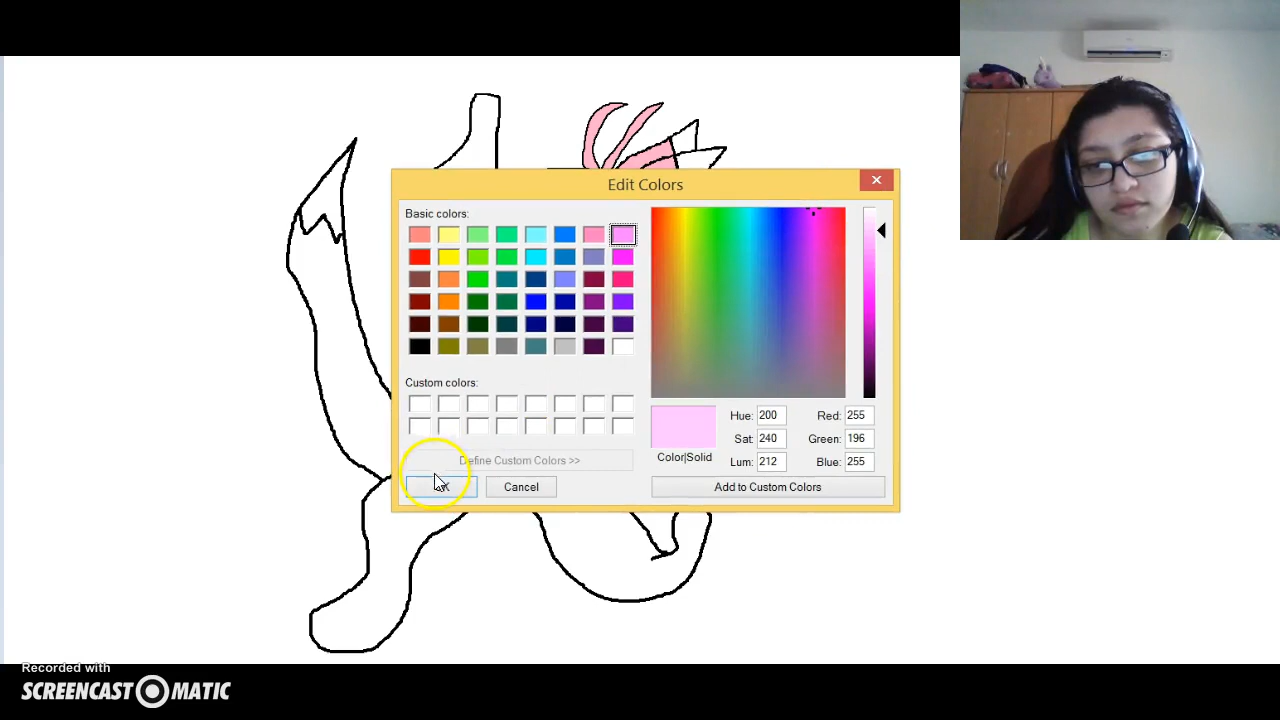 Edit Colors
Basic colors:
Custom colors:
Define Custom Colors >>
Cancel
Hue: 200 Red: 255
Sat: 240 Green: 196
Color|Solid
Lum: 212 Blue: 255
Add to Custom Colors
Recorded with
SCREENCAST MATIC